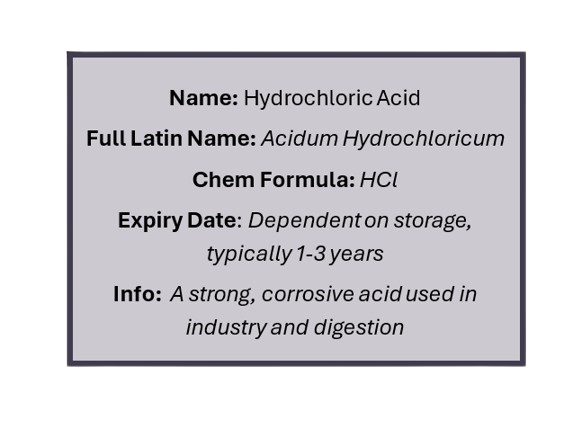 Name: Hydrochloric Acid
Full Latin Name: Acidum Hydrochloricum
Chem Formula: HCl
Expiry Date: Dependent on storage,
typically 1-3 years
Info: A strong, corrosive acid used in
industry and digestion